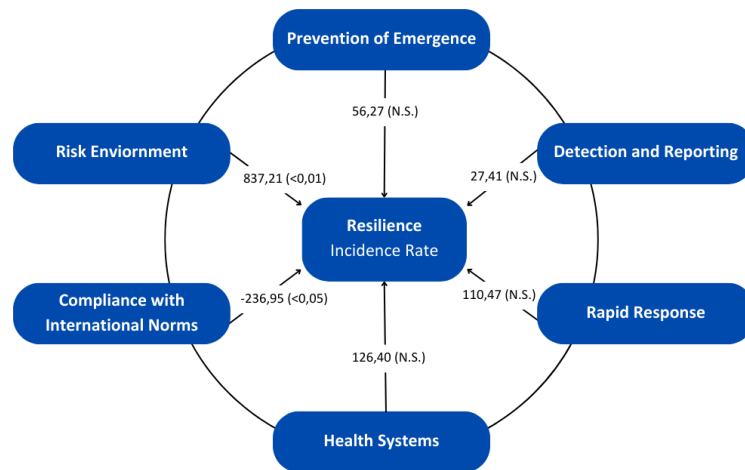 Prevention of Emergence
56,27 (N.S.)
Risk Enviornment
Detection and Reporting
837,21 (<0,01)
27,41 (N.S.)
Resilience
Incidence Rate
Compliance with
International Norms
-236,95 (<0,05)
110,47 (N.S.)
Rapid Response
126,40 (N.S.)
Health Systems